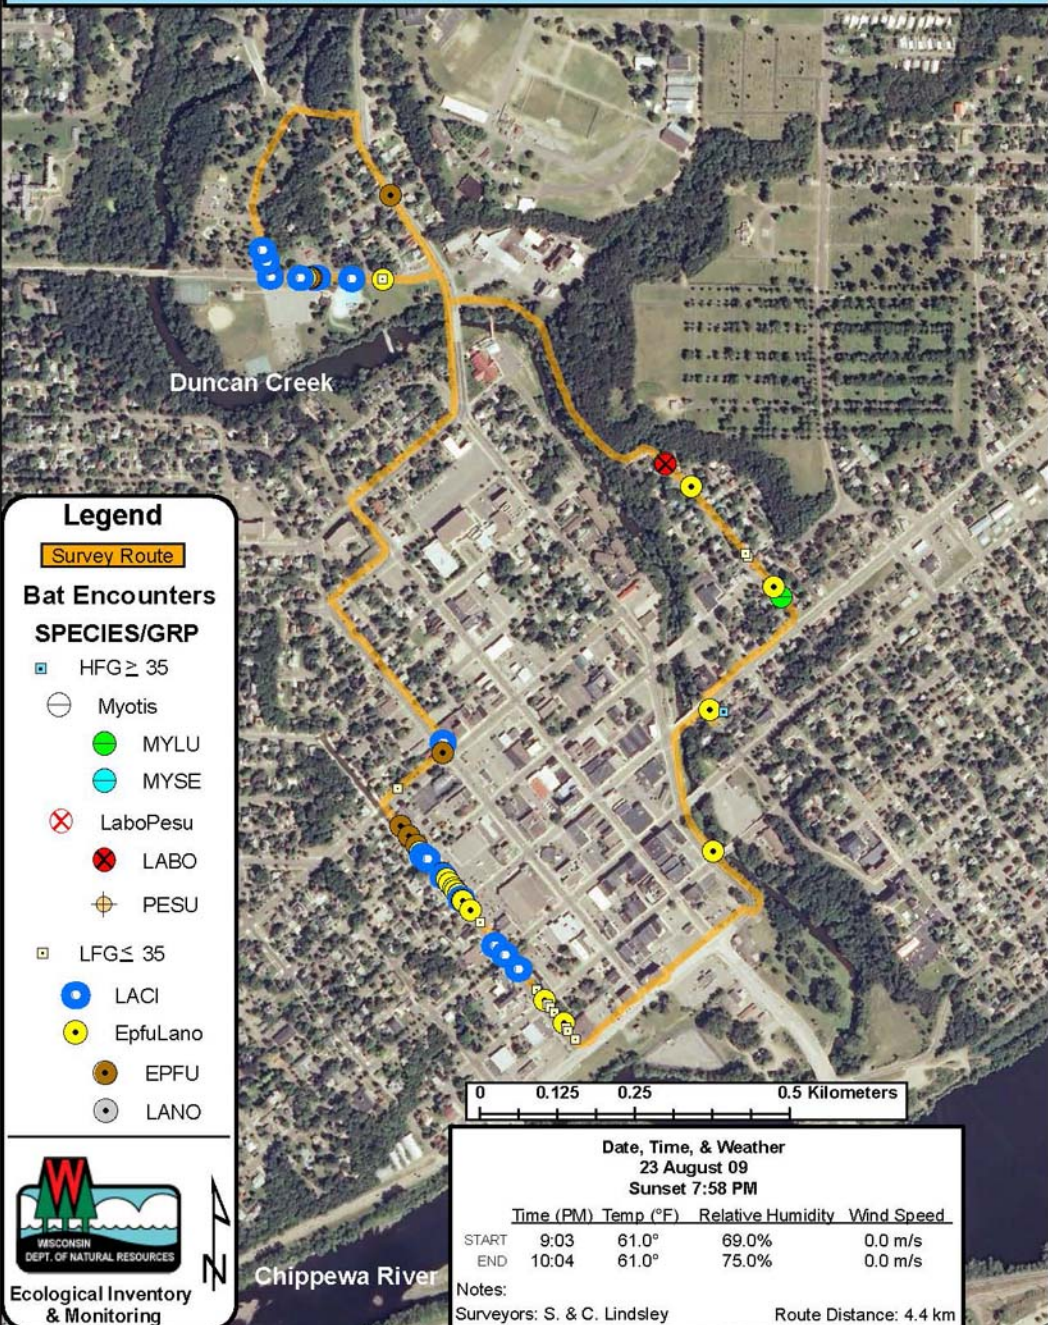 Duncan Creek
Legend
Survey Route
Bat Encounters
SPECIES/GRP
HFG ≥ 35
Myotis
MYLU
MYSE
LaboPesu
LABO
PESU
LFG ≤ 35
LACI
EpfuLano
EPFU
LANO
W
WISCONSIN
DEPT. OF NATURAL RESOURCES
Ecological Inventory
& Monitoring
N
Chippewa River
0 0.125 0.25 0.5 Kilometers
Date, Time, & Weather
23 August 09
Sunset 7:58 PM
Time (PM) Temp (°F) Relative Humidity Wind Speed
START 9:03 61.0° 69.0% 0.0 m/s
END 10:04 61.0° 75.0% 0.0 m/s
Notes:
Surveyors: S. & C. Lindsley Route Distance: 4.4 km